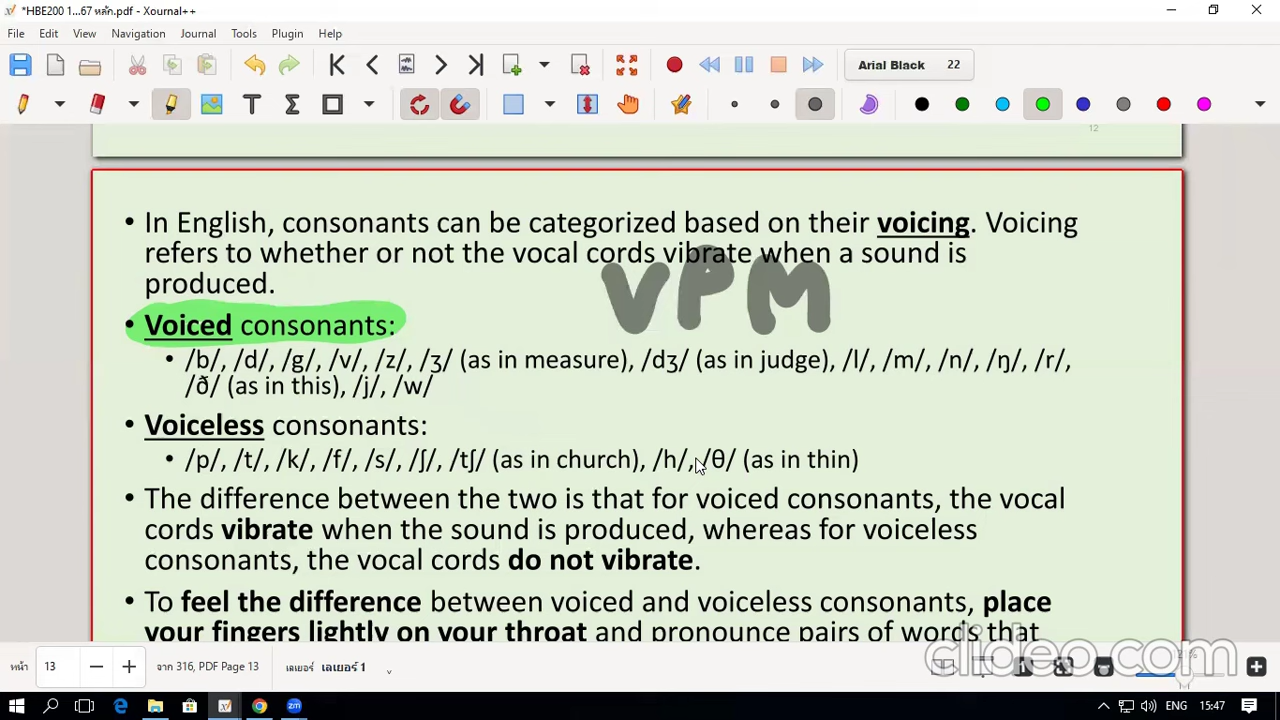 *HBE200 1...67 หลัก.pdf - Xournal++
File Edit View Navigation Journal Tools Plugin Help
Arial Black 22
12
• In English, consonants can be categorized based on their voicing. Voicing
refers to whether or not the vocal cords vibrate when a sound is
produced.
VPM
• Voiced consonants:
• /b/, /d/, /g/, /v/, /z/, /ʒ/ (as in measure), /dʒ/ (as in judge), /l/, /m/, /n/, /ŋ/, /r/,
/ð/ (as in this), /j/, /w/
• Voiceless consonants:
• /p/, /t/, /k/, /f/, /s/, /ʃ/, /tʃ/ (as in church), /h/, /θ/ (as in thin)
• The difference between the two is that for voiced consonants, the vocal
cords vibrate when the sound is produced, whereas for voiceless
consonants, the vocal cords do not vibrate.
• To feel the difference between voiced and voiceless consonants, place
your fingers lightly on your throat and pronounce pairs of words that
clideo.com
หน้า 13 จาก 316, PDF Page 13 เลเยอร์ เลเยอร์ 1
ENG 15:47